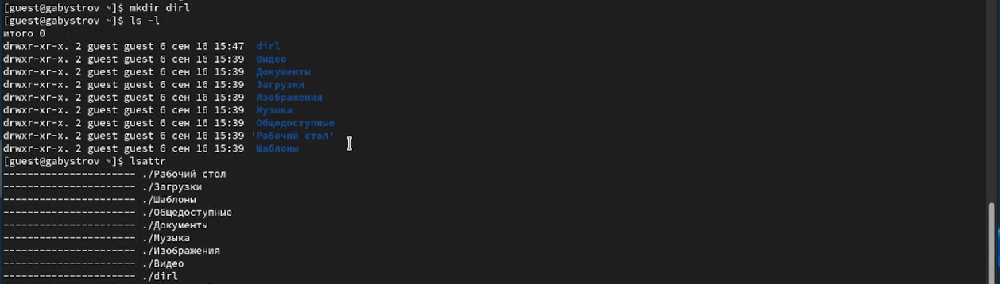 [guest@gabystrov ~]$ mkdir dirl
[guest@gabystrov ~]$ ls -l
итого 0
drwxr-xr-x. 2 guest guest 6 сен 16 15:47  dirl
drwxr-xr-x. 2 guest guest 6 сен 16 15:39  Видео
drwxr-xr-x. 2 guest guest 6 сен 16 15:39  Документы
drwxr-xr-x. 2 guest guest 6 сен 16 15:39  Загрузки
drwxr-xr-x. 2 guest guest 6 сен 16 15:39  Изображения
drwxr-xr-x. 2 guest guest 6 сен 16 15:39  Музыка
drwxr-xr-x. 2 guest guest 6 сен 16 15:39  Общедоступные
drwxr-xr-x. 2 guest guest 6 сен 16 15:39 'Рабочий стол'
drwxr-xr-x. 2 guest guest 6 сен 16 15:39  Шаблоны
[guest@gabystrov ~]$ lsattr
---------------------- ./Рабочий стол
---------------------- ./Загрузки
---------------------- ./Шаблоны
---------------------- ./Общедоступные
---------------------- ./Документы
---------------------- ./Музыка
---------------------- ./Изображения
---------------------- ./Видео
---------------------- ./dirl